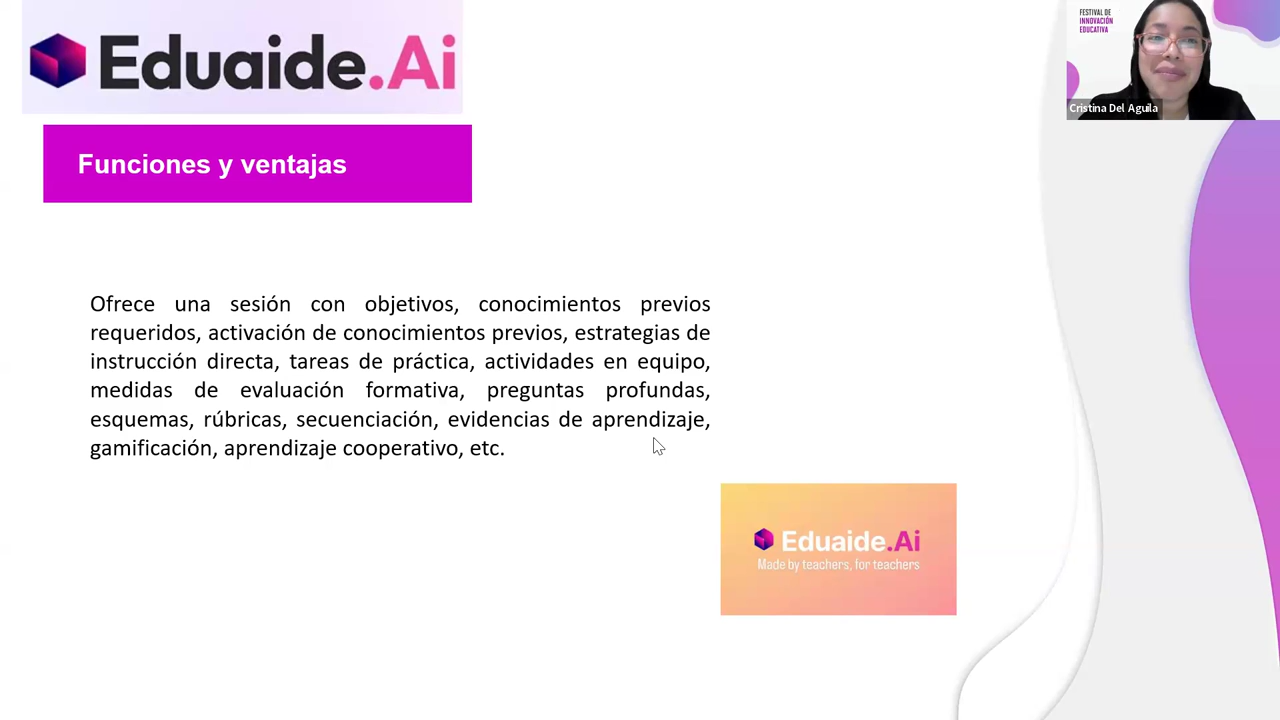 Eduaide.Ai
FESTIVAL DE
INNOVACIÓN
EDUCATIVA
Cristina Del Aguila
Funciones y ventajas
Ofrece una sesión con objetivos, conocimientos previos
requeridos, activación de conocimientos previos, estrategias de
instrucción directa, tareas de práctica, actividades en equipo,
medidas de evaluación formativa, preguntas profundas,
esquemas, rúbricas, secuenciación, evidencias de aprendizaje,
gamificación, aprendizaje cooperativo, etc.
Eduaide.Ai
Made by teachers, for teachers